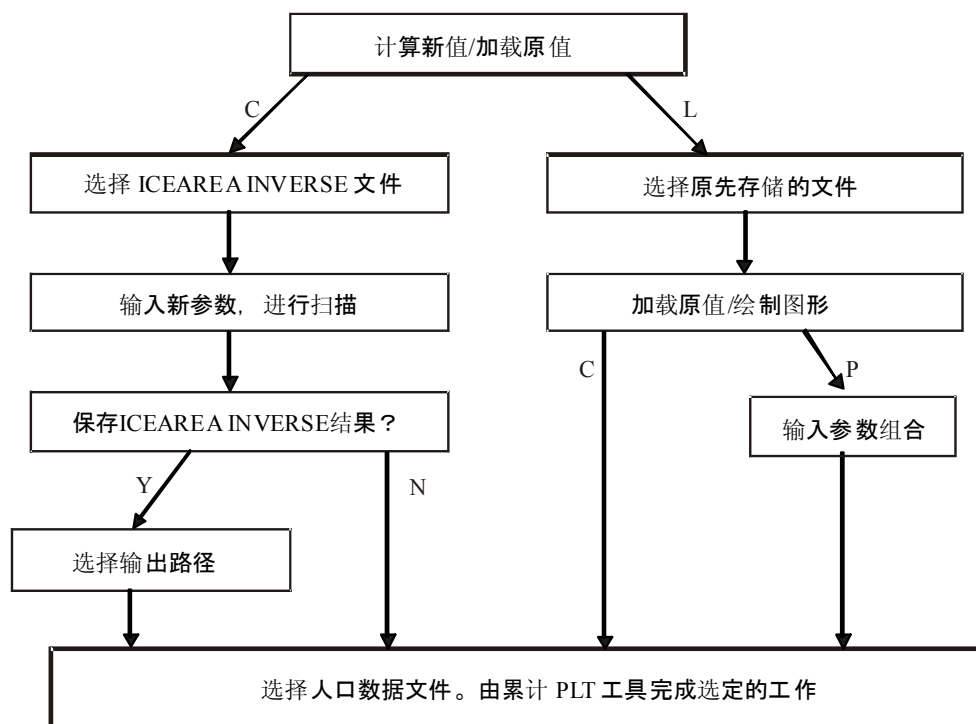 计算新值/加载原值
C
L
选择 ICEAREA INVERSE 文件
选择原先存储的文件
输入新参数, 进行扫描
加载原值/绘制图形
C
P
保存ICEAREA INVERSE结果？
输入参数组合
Y
N
选择输出路径
选择人口数据文件。由累计 PLT 工具完成选定的工作